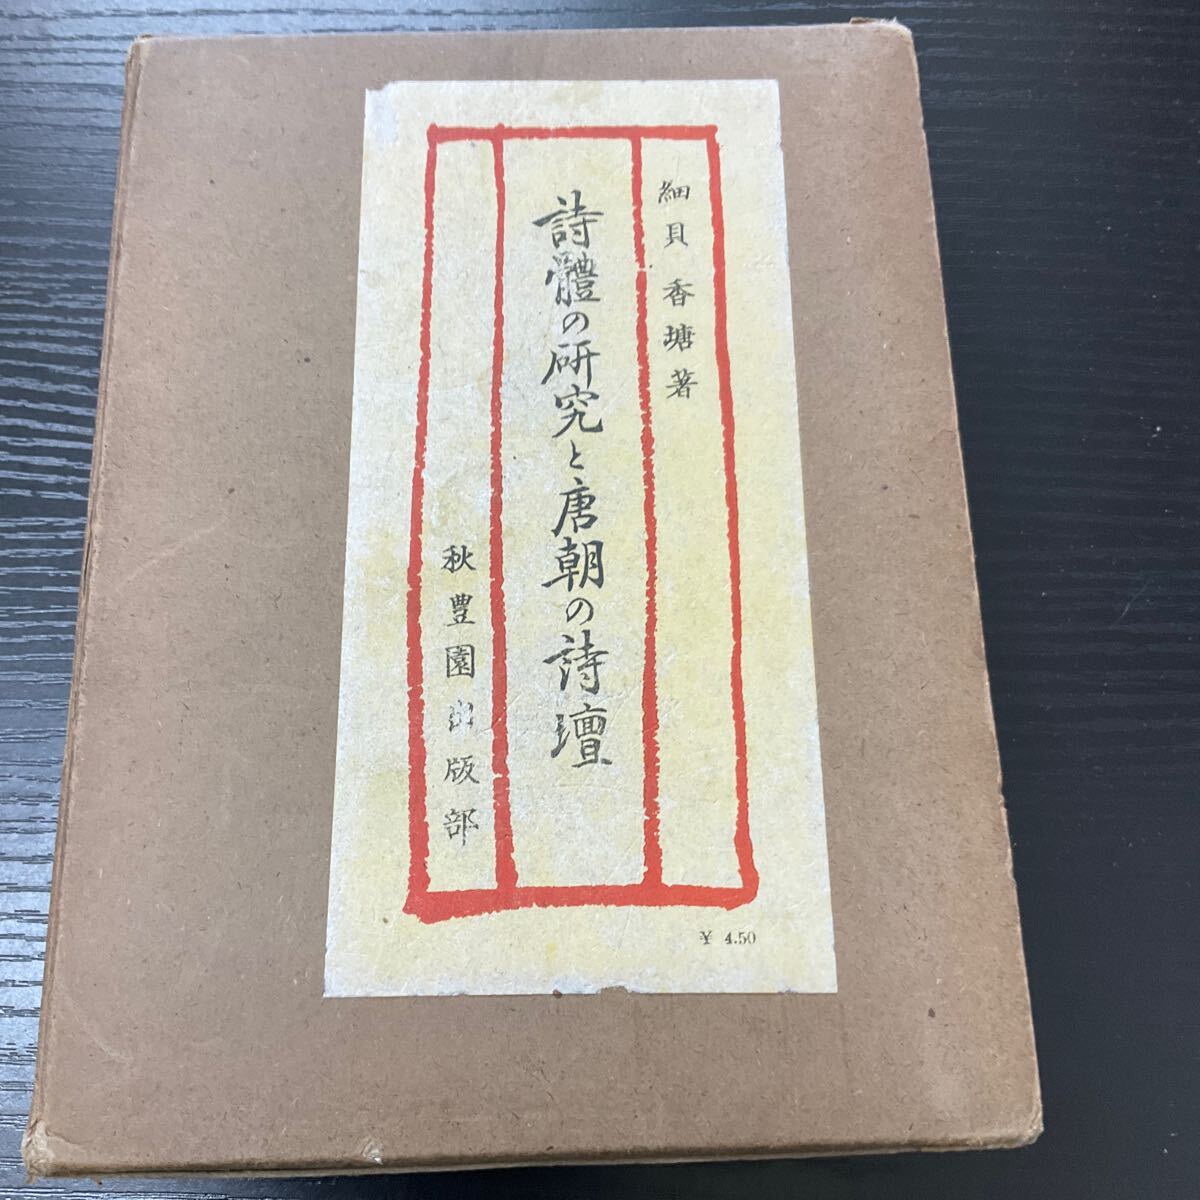 細貝香塘著
詩體の研究と唐朝の詩壇
秋豊園出版部
¥ 4.50